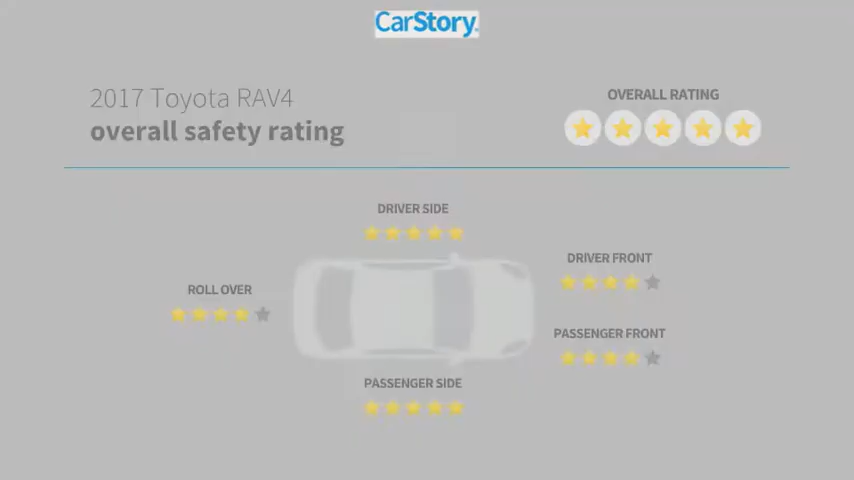 CarStory
2017 Toyota RAV4
overall safety rating
OVERALL RATING
DRIVER SIDE
DRIVER FRONT
ROLL OVER
PASSENGER FRONT
PASSENGER SIDE